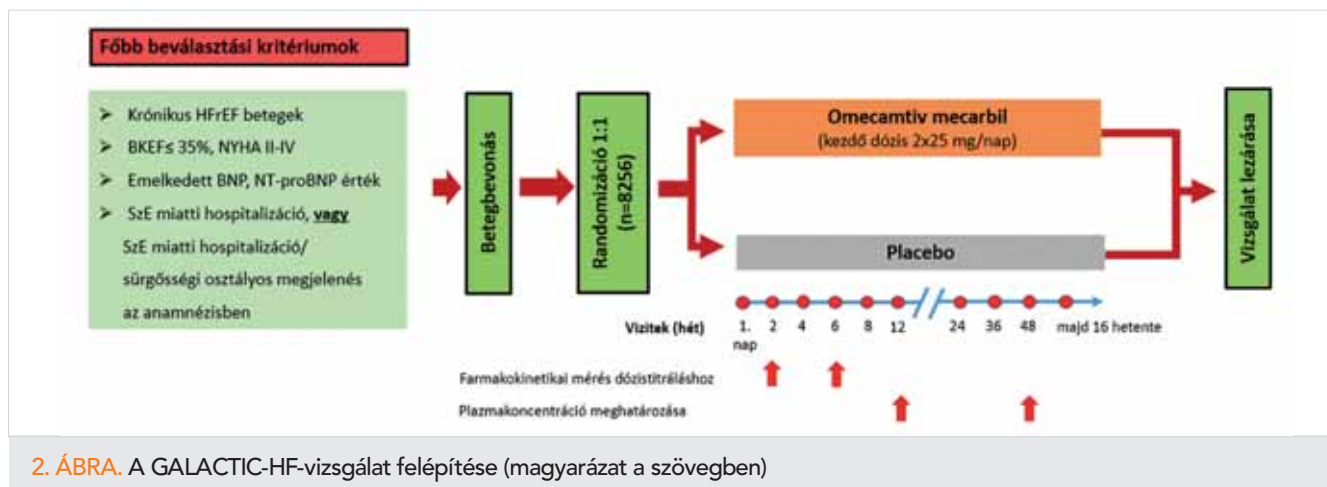 Főbb beválasztási kritériumok
➤ Krónikus HFrEF betegek
➤ BKEF≤ 35%, NYHA II-IV
➤ Emelkedett BNP, NT-proBNP érték
➤ SzE miatti hospitalizáció, vagy
SzE miatti hospitalizáció/
sürgősségi osztályos megjelenés
az anamnézisben
Betegbevonás
Randomizáció 1:1
(n=8256)
Omecamtiv mecarbil
(kezdő dózis 2x25 mg/nap)
Placebo
Vizsgálat lezárása
Vizitek (hét) 1. 2 4 6 8 12 24 36 48 majd 16 hetente
nap
Farmakokinetikai mérés dózistitráláshoz
Plazmakoncentráció meghatározása
2. ÁBRA. A GALACTIC-HF-vizsgálat felépítése (magyarázat a szövegben)